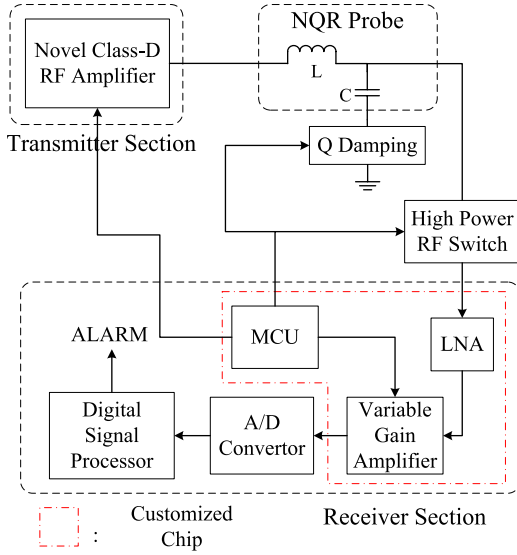 NQR Probe
Novel Class-D
RF Amplifier
L
C
Transmitter Section
Q Damping
High Power
RF Switch
MCU
LNA
ALARM
Digital
Signal
Processor
A/D
Convertor
Variable
Gain
Amplifier
: Customized
Chip
Receiver Section